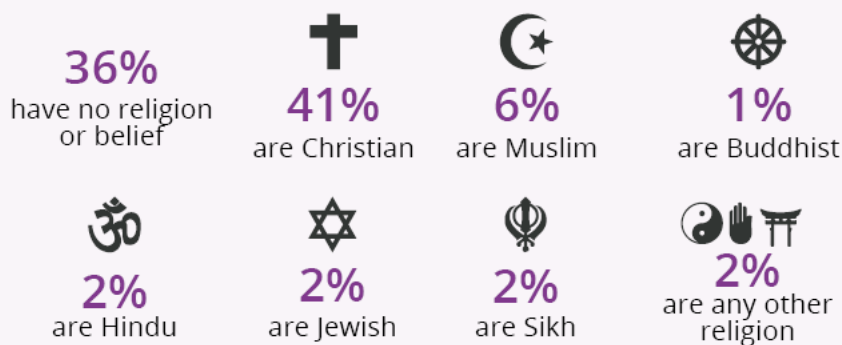 36%
have no religion
or belief
41%
are Christian
6%
are Muslim
1%
are Buddhist
2%
are Hindu
2%
are Jewish
2%
are Sikh
2%
are any other
religion